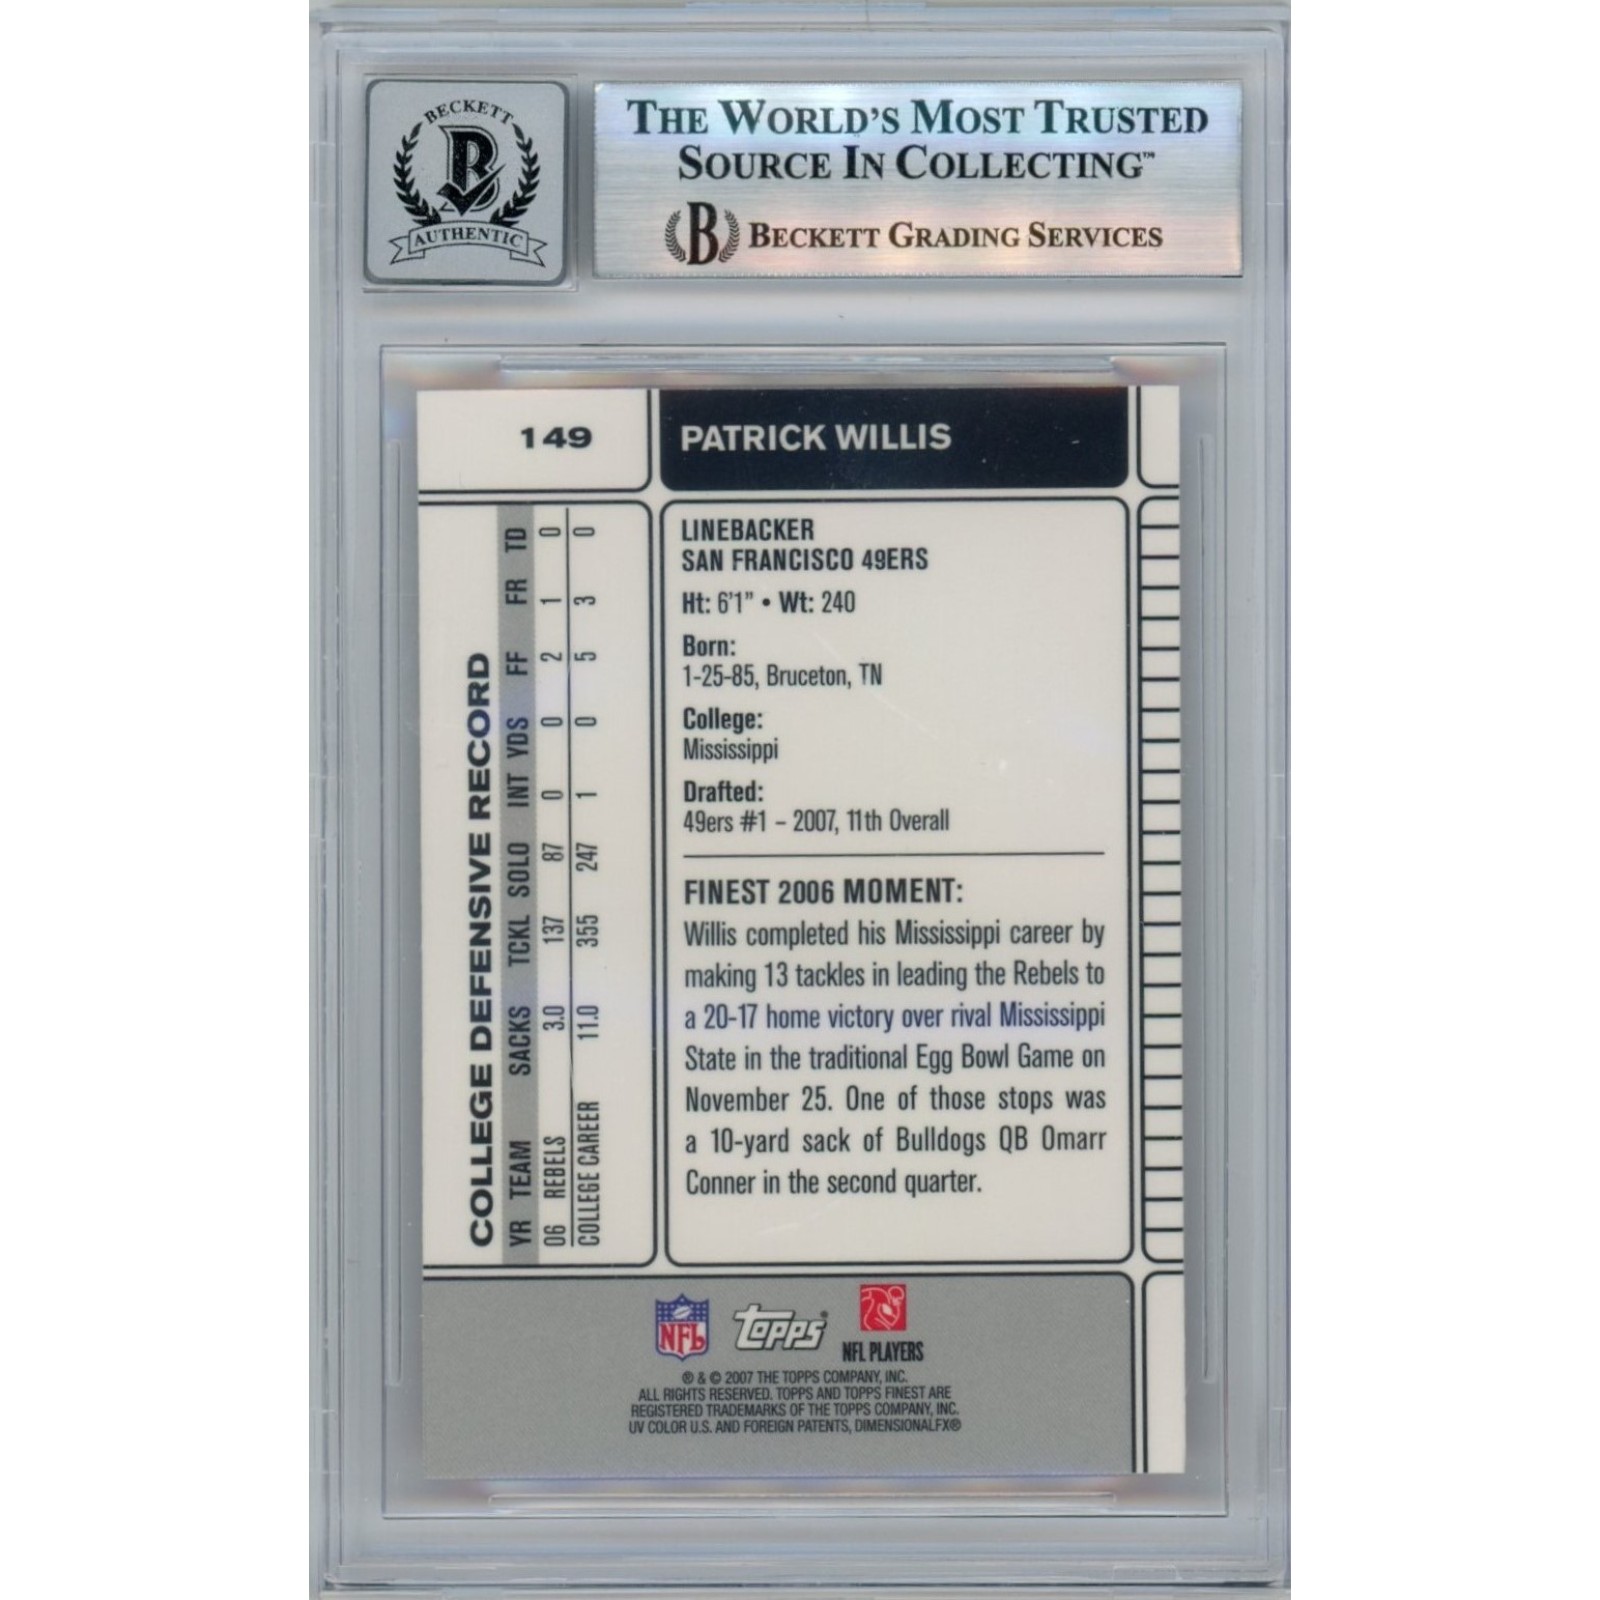 BECKETT
B
AUTHENTIC
THE WORLD'S MOST TRUSTED
SOURCE IN COLLECTING™
B BECKETT GRADING SERVICES
149
PATRICK WILLIS
COLLEGE DEFENSIVE RECORD
YR TEAM SACKS TCKL SOLO INT YDS FF FR TD
06 REBELS 3.0 137 87 0 0 2 1 0
COLLEGE CAREER 11.0 355 247 1 0 5 3 0
LINEBACKER
SAN FRANCISCO 49ERS
Ht: 6'1" • Wt: 240
Born:
1-25-85, Bruceton, TN
College:
Mississippi
Drafted:
49ers #1 – 2007, 11th Overall
FINEST 2006 MOMENT:
Willis completed his Mississippi career by
making 13 tackles in leading the Rebels to
a 20-17 home victory over rival Mississippi
State in the traditional Egg Bowl Game on
November 25. One of those stops was
a 10-yard sack of Bulldogs QB Omarr
Conner in the second quarter.
NFL
Topps®
NFL PLAYERS
® & © 2007 THE TOPPS COMPANY, INC.
ALL RIGHTS RESERVED. TOPPS AND TOPPS FINEST ARE
REGISTERED TRADEMARKS OF THE TOPPS COMPANY, INC.
UV COLOR U.S. AND FOREIGN PATENTS, DIMENSIONALFX®